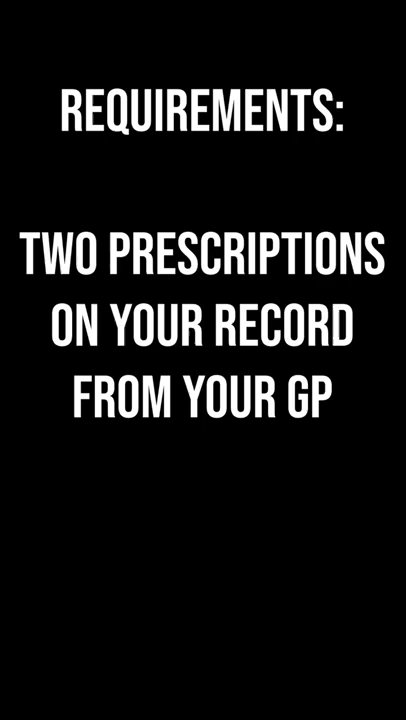 REQUIREMENTS:
TWO PRESCRIPTIONS
ON YOUR RECORD
FROM YOUR GP